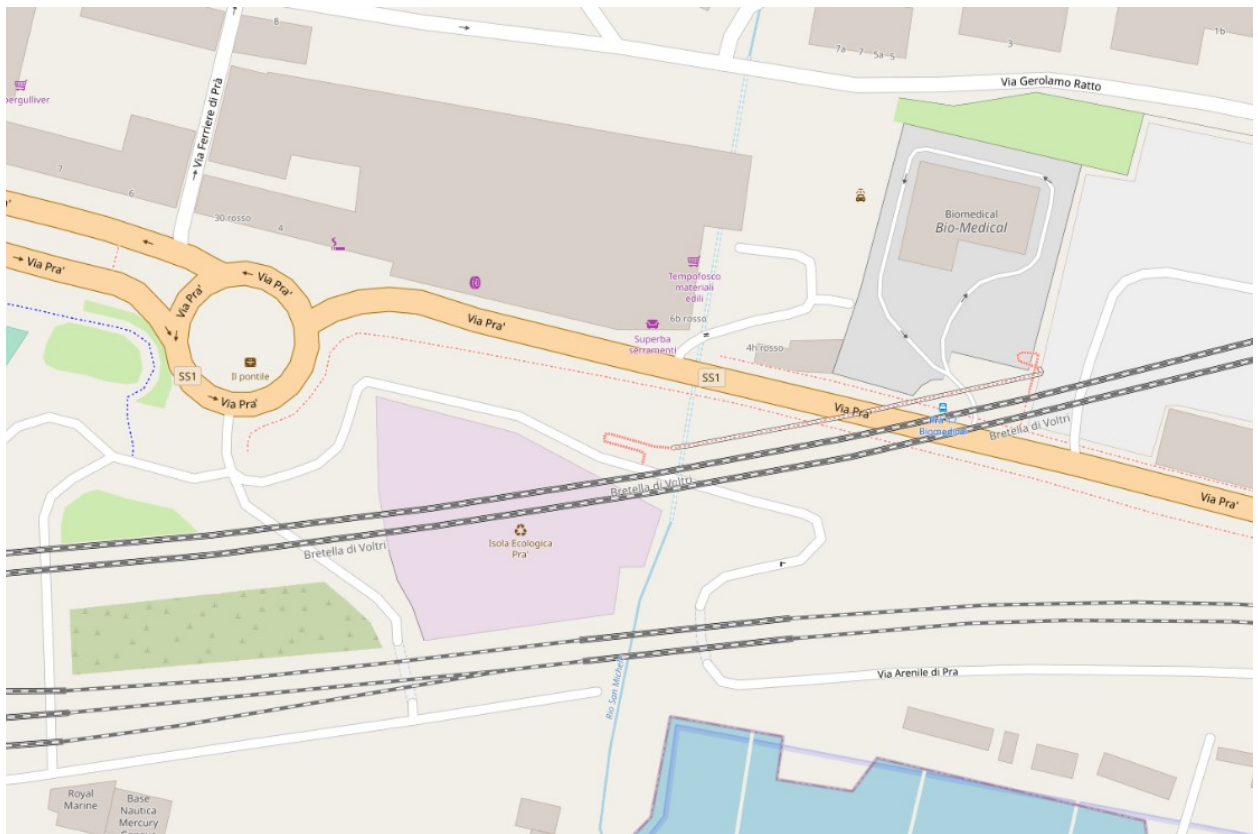 8
7a
7
5a
5
3
1b
Via Gerolamo Ratto
pergulliver
Via Ferriere di Prà
7
6
30 rosso
4
Biomedical
Bio-Medical
Via Pra'
Via Pra'
Via Pra'
Via Pra'
Tempofosco
materiali
edili
6b rosso
Superba
serramenti
4h rosso
SS1
Il pontile
Via Pra'
SS1
Via Pra'
Biomedical
Bretella di Voltri
Bretella di Voltri
Via Pra'
Isola Ecologica
Pra'
Bretella di Voltri
Via Arenile di Pra
Rio San Michele
Royal
Marine
Base
Nautica
Mercury